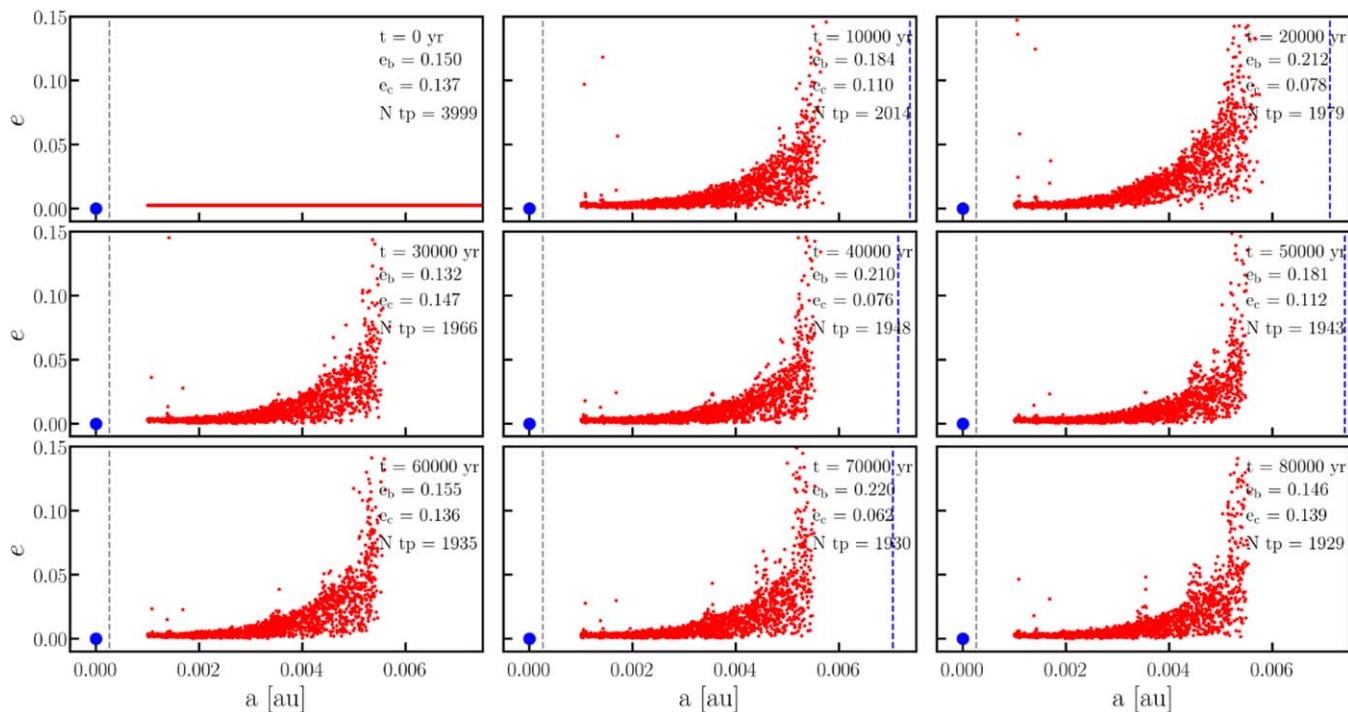 0.15
0.10
e
0.05
0.00
t = 0 yr
e_b = 0.150
e_c = 0.137
N tp = 3999
t = 10000 yr
e_b = 0.184
e_c = 0.110
N tp = 2014
t = 20000 yr
e_b = 0.212
e_c = 0.078
N tp = 1979
0.15
0.10
e
0.05
0.00
t = 30000 yr
e_b = 0.132
e_c = 0.147
N tp = 1966
t = 40000 yr
e_b = 0.210
e_c = 0.076
N tp = 1948
t = 50000 yr
e_b = 0.181
e_c = 0.112
N tp = 1943
0.15
0.10
e
0.05
0.00
t = 60000 yr
e_b = 0.155
e_c = 0.136
N tp = 1935
t = 70000 yr
e_b = 0.220
e_c = 0.062
N tp = 1930
t = 80000 yr
e_b = 0.146
e_c = 0.139
N tp = 1929
0.000 0.002 0.004 0.006
a [au]
0.000 0.002 0.004 0.006
a [au]
0.000 0.002 0.004 0.006
a [au]